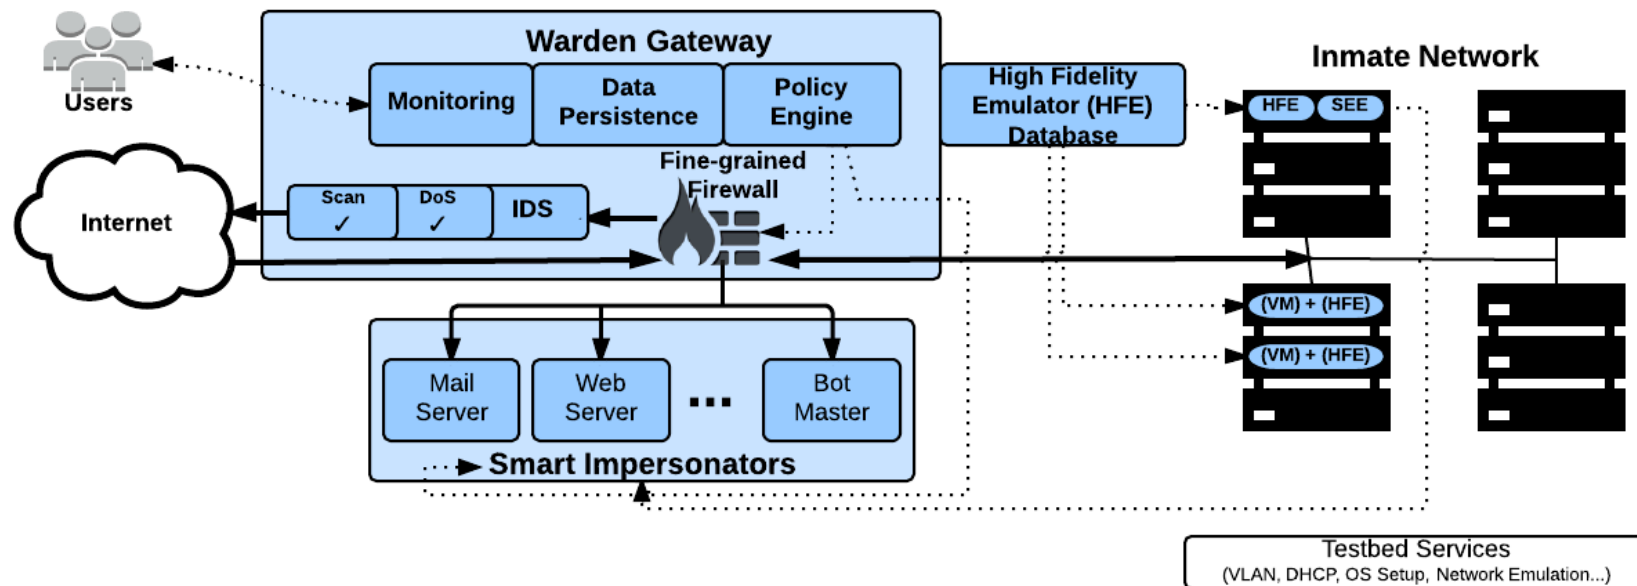 Warden Gateway
Users
Monitoring
Data
Persistence
Policy
Engine
High Fidelity
Emulator (HFE)
Database
Inmate Network
HFE
SEE
Fine-grained
Firewall
Internet
Scan
✓
DoS
✓
IDS
(VM) + (HFE)
(VM) + (HFE)
Mail
Server
Web
Server
...
Bot
Master
Smart Impersonators
Testbed Services
(VLAN, DHCP, OS Setup, Network Emulation...)